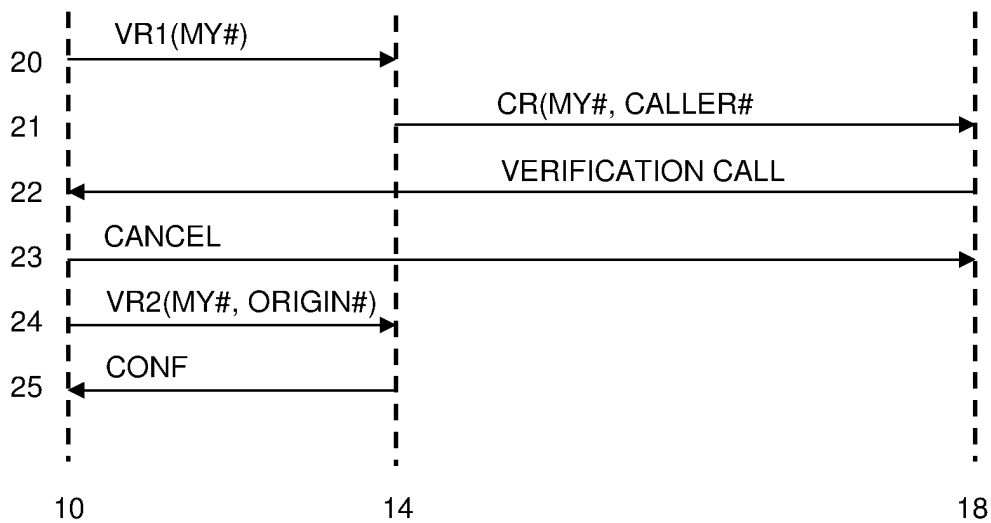 VR1(MY#)
20
CR(MY#, CALLER#
21
VERIFICATION CALL
22
CANCEL
23
VR2(MY#, ORIGIN#)
24
CONF
25
10 14 18